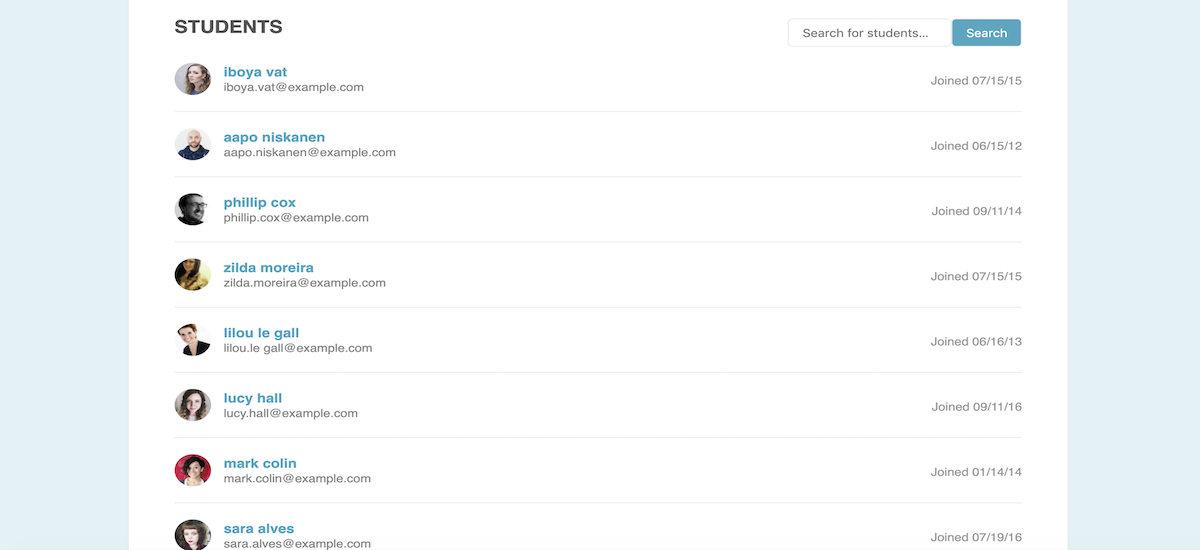 STUDENTS
Search for students...
Search
iboya vat
iboya.vat@example.com
Joined 07/15/15
aapo niskanen
aapo.niskanen@example.com
Joined 06/15/12
phillip cox
phillip.cox@example.com
Joined 09/11/14
zilda moreira
zilda.moreira@example.com
Joined 07/15/15
lilou le gall
lilou.le gall@example.com
Joined 06/16/13
lucy hall
lucy.hall@example.com
Joined 09/11/16
mark colin
mark.colin@example.com
Joined 01/14/14
sara alves
sara.alves@example.com
Joined 07/19/16